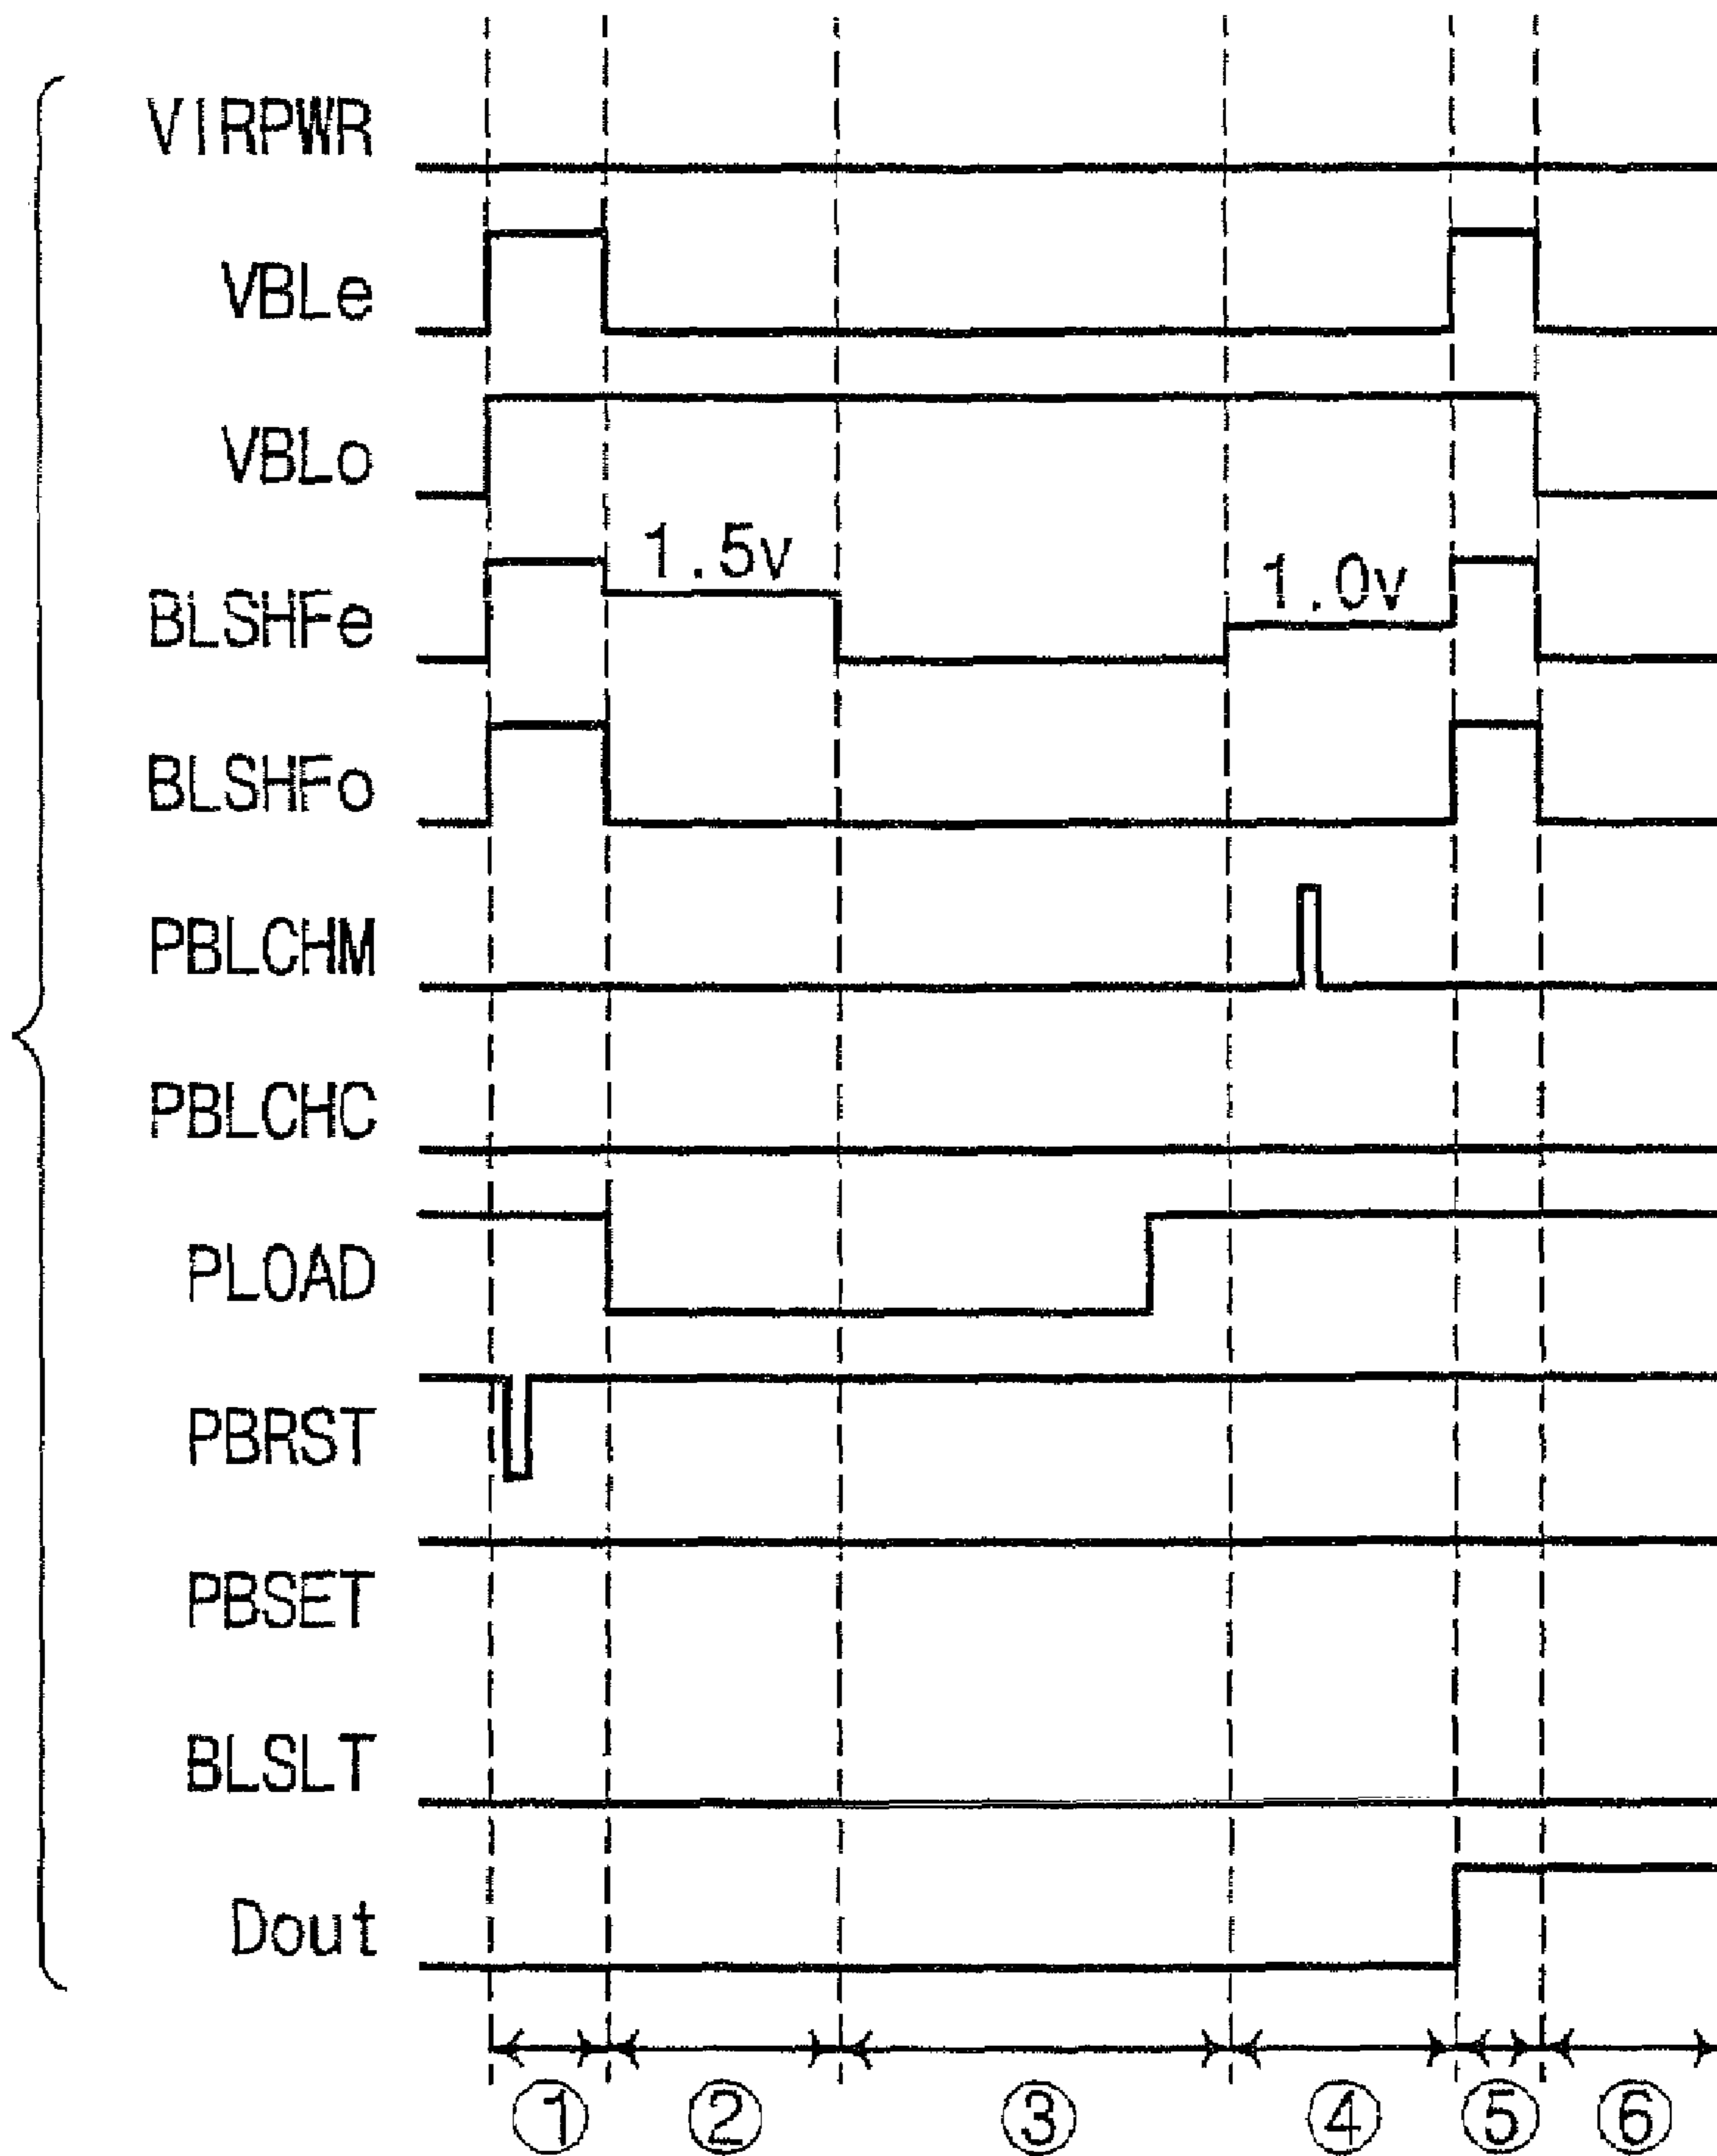 VIRPWR
VBLe
VBLo
1.5v
1.0v
BLSHFe
BLSHFo
PBLCHM
PBLCHC
PLOAD
PBRST
PBSET
BLSLT
Dout
① ② ③ ④ ⑤ ⑥